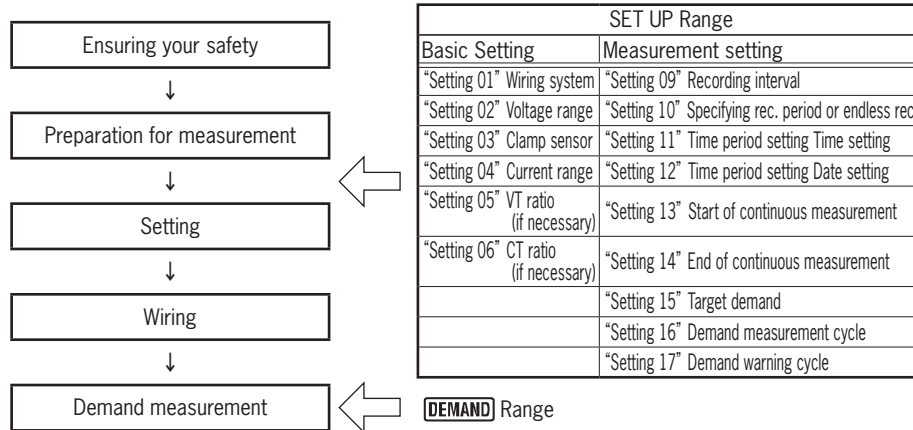 Ensuring your safety
↓
Preparation for measurement
↓
Setting
↓
Wiring
↓
Demand measurement
SET UP Range
Basic Setting Measurement setting
“Setting 01” Wiring system “Setting 09” Recording interval
“Setting 02” Voltage range “Setting 10” Specifying rec. period or endless rec
“Setting 03” Clamp sensor “Setting 11” Time period setting Time setting
“Setting 04” Current range “Setting 12” Time period setting Date setting
“Setting 05” VT ratio
(if necessary) “Setting 13” Start of continuous measurement
“Setting 06” CT ratio
(if necessary) “Setting 14” End of continuous measurement
“Setting 15” Target demand
“Setting 16” Demand measurement cycle
“Setting 17” Demand warning cycle
DEMAND Range